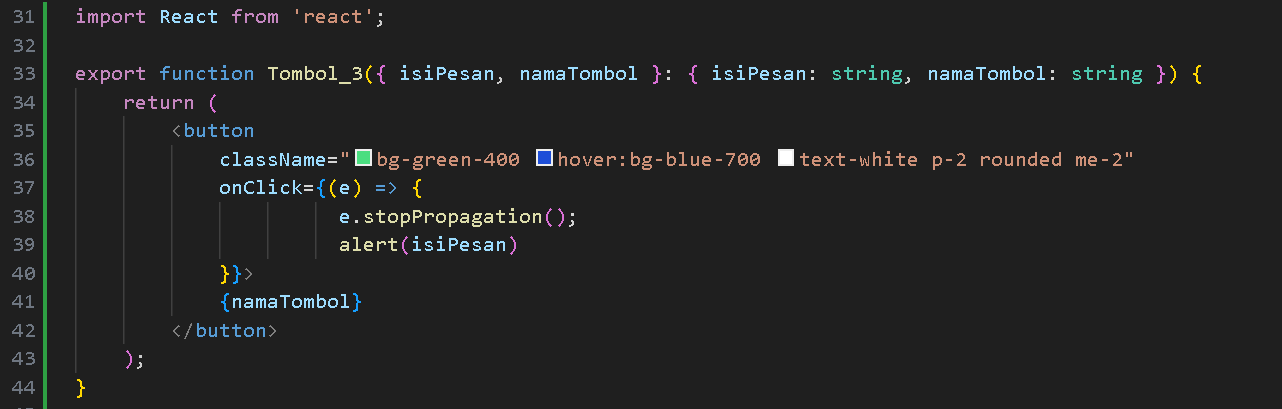 31 import React from 'react';
32
33 export function Tombol_3({ isiPesan, namaTombol }: { isiPesan: string, namaTombol: string }) {
34 return (
35 <button
36 className="bg-green-400 hover:bg-blue-700 text-white p-2 rounded me-2"
37 onClick={(e) => {
38 e.stopPropagation();
39 alert(isiPesan)
40 }}>
41 {namaTombol}
42 </button>
43 );
44 }